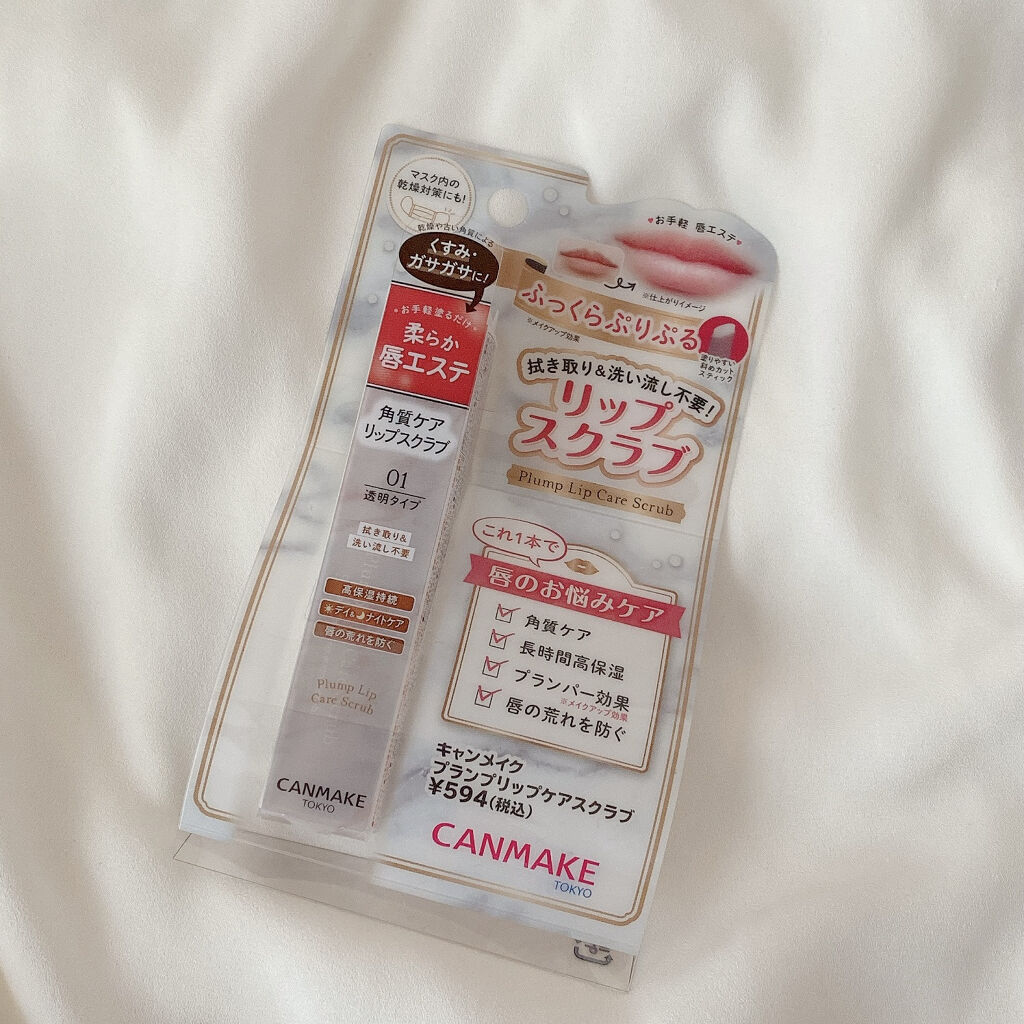 マスク内の
乾燥対策にも!
乾燥や古い角質による
くすみ・
ガサガサに!
お手軽塗るだけ
柔らか
唇エステ
角質ケア
リップスクラブ
01
透明タイプ
拭き取り&
洗い流し不要
高保湿持続
デイ&ナイトケア
唇の荒れを防ぐ
Plump Lip
Care Scrub
CANMAKE
TOKYO
♥お手軽 唇エステ♥
※仕上がりイメージ
ふっくらぷりぷる
※メイクアップ効果
塗りやすい
斜めカット
スティック
拭き取り&洗い流し不要!
リップ
スクラブ
Plump Lip Care Scrub
これ1本で
唇のお悩みケア
角質ケア
長時間高保湿
プランパー効果
※メイクアップ効果
唇の荒れを防ぐ
キャンメイク
プランプリップケアスクラブ
¥594(税込)
CANMAKE
TOKYO